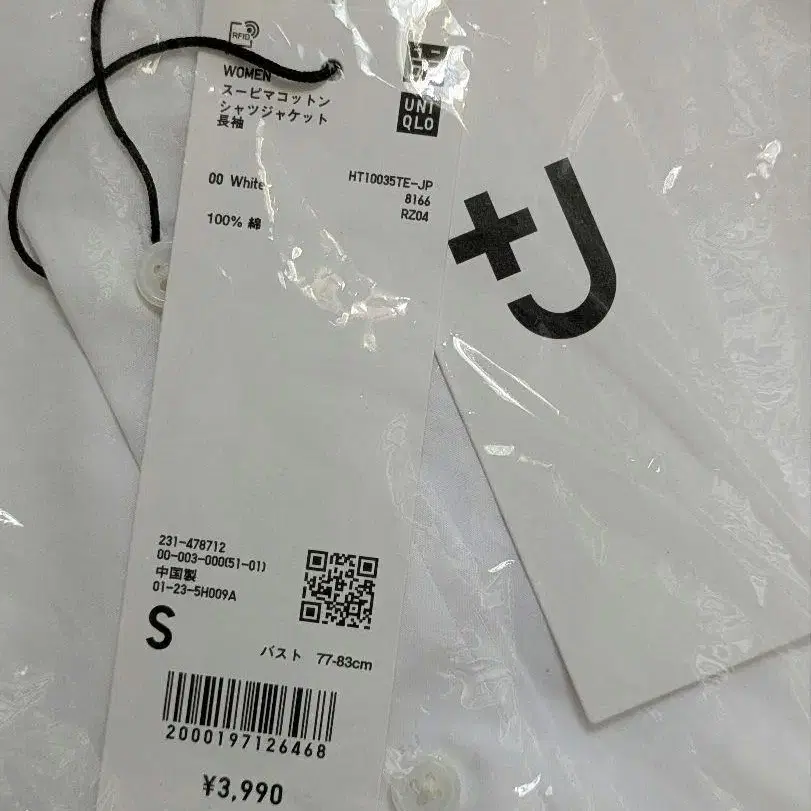 RFID
WOMEN
スーピマコットン
シャツジャケット
長袖
UNI
QLO
00 White
HT10035TE-JP
8166
RZ04
100% 綿
+J
231-478712
00-003-000(51-01)
中国製
01-23-5H009A
S
バスト 77-83cm
2000197126468
¥3,990